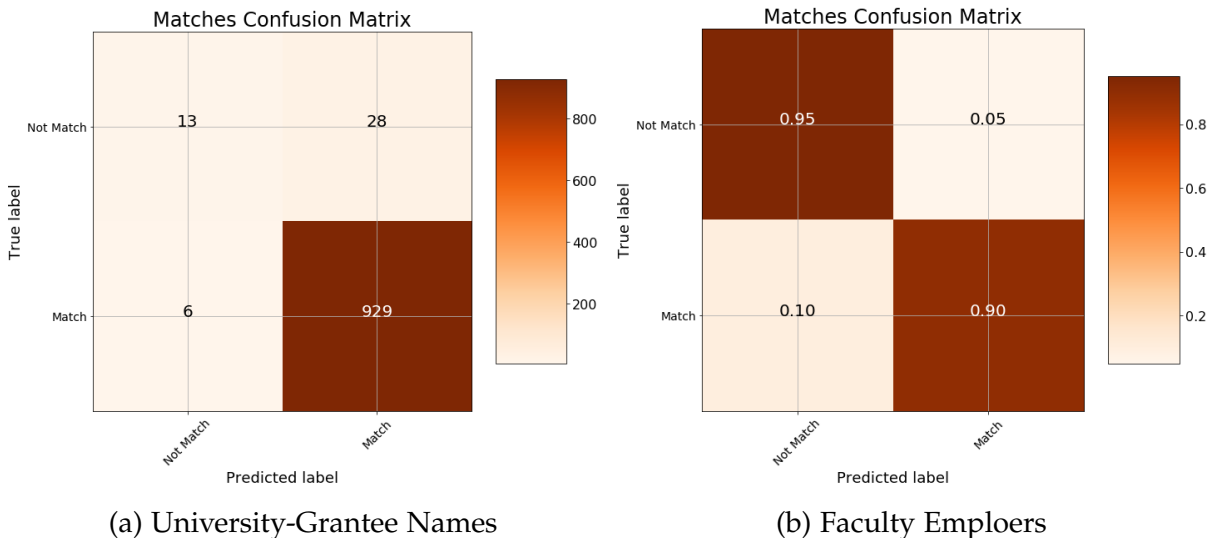 Matches Confusion Matrix
True label
Not Match
Match
13
28
6
929
Not Match
Match
Predicted label
800
600
400
200
(a) University-Grantee Names
Matches Confusion Matrix
True label
Not Match
Match
0.95
0.05
0.10
0.90
Not Match
Match
Predicted label
0.8
0.6
0.4
0.2
(b) Faculty Emploers